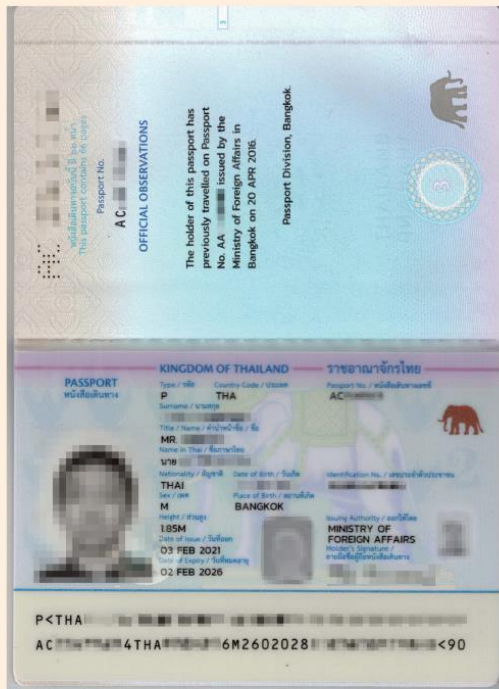 3
หนังสือเดินทางเล่มนี้ มี ๖๖ หน้า
This passport contains 66 pages
Passport No.
AC
OFFICIAL OBSERVATIONS
The holder of this passport has
previously travelled on Passport
No. AA issued by the
Ministry of Foreign Affairs in
Bangkok on 20 APR 2016.
Passport Division, Bangkok.
3
PASSPORT
หนังสือเดินทาง
KINGDOM OF THAILAND ราชอาณาจักรไทย
Type / รหัส Country Code / ประเทศ Passport No. / หนังสือเดินทางเลขที่
P THA AC
Surname / นามสกุล
Title / Name / คำนำหน้าชื่อ / ชื่อ
MR.
Name in Thai / ชื่อภาษาไทย
นาย
Nationality / สัญชาติ Date of Birth / วันเกิด Identification No. / เลขประจำตัวประชาชน
THAI
Sex / เพศ Place of Birth / สถานที่เกิด
M BANGKOK
Height / ส่วนสูง Issuing Authority / ออกให้โดย
1.85M MINISTRY OF
FOREIGN AFFAIRS
Date of Issue / วันที่ออก Holder's Signature /
03 FEB 2021 ลายมือชื่อผู้ถือหนังสือเดินทาง
Date of Expiry / วันที่หมดอายุ
02 FEB 2026
P<THA
AC 4THA 6M2602028 <90